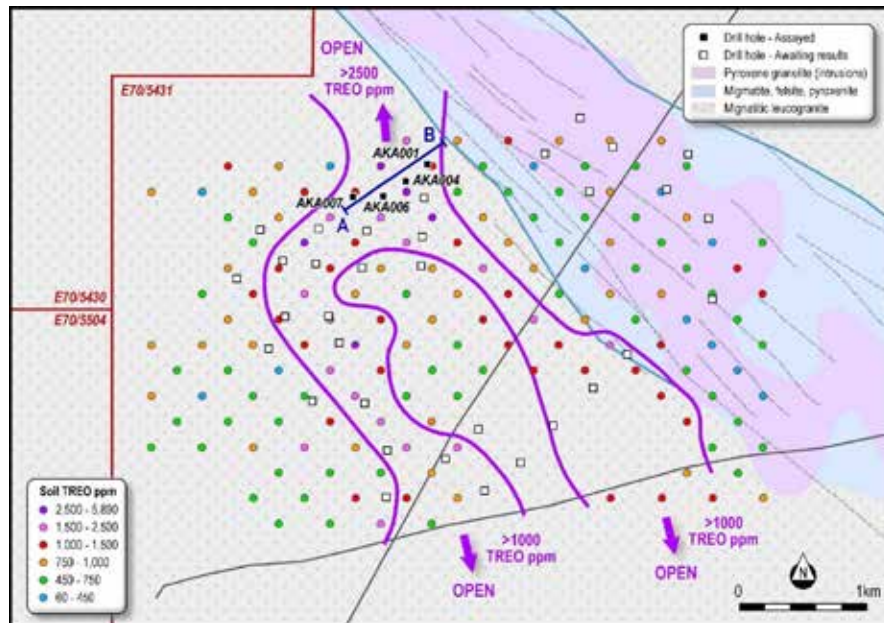 OPEN
>2500
TREO ppm
E70/5431
B
AKA001
AKA004
AKA007
AKA006
A
E70/5430
E70/5504
Drill hole - Assayed
Drill hole - Awaiting results
Pyroxene granulite (intrusions)
Migmatite, felsite, pyroxenite
Migmatitic leucogranite
Soil TREO ppm
2,500 - 5,890
1,500 - 2,500
1,000 - 1,500
750 - 1,000
450 - 750
60 - 450
>1000
TREO ppm
OPEN
>1000
TREO ppm
OPEN
N
0 1km